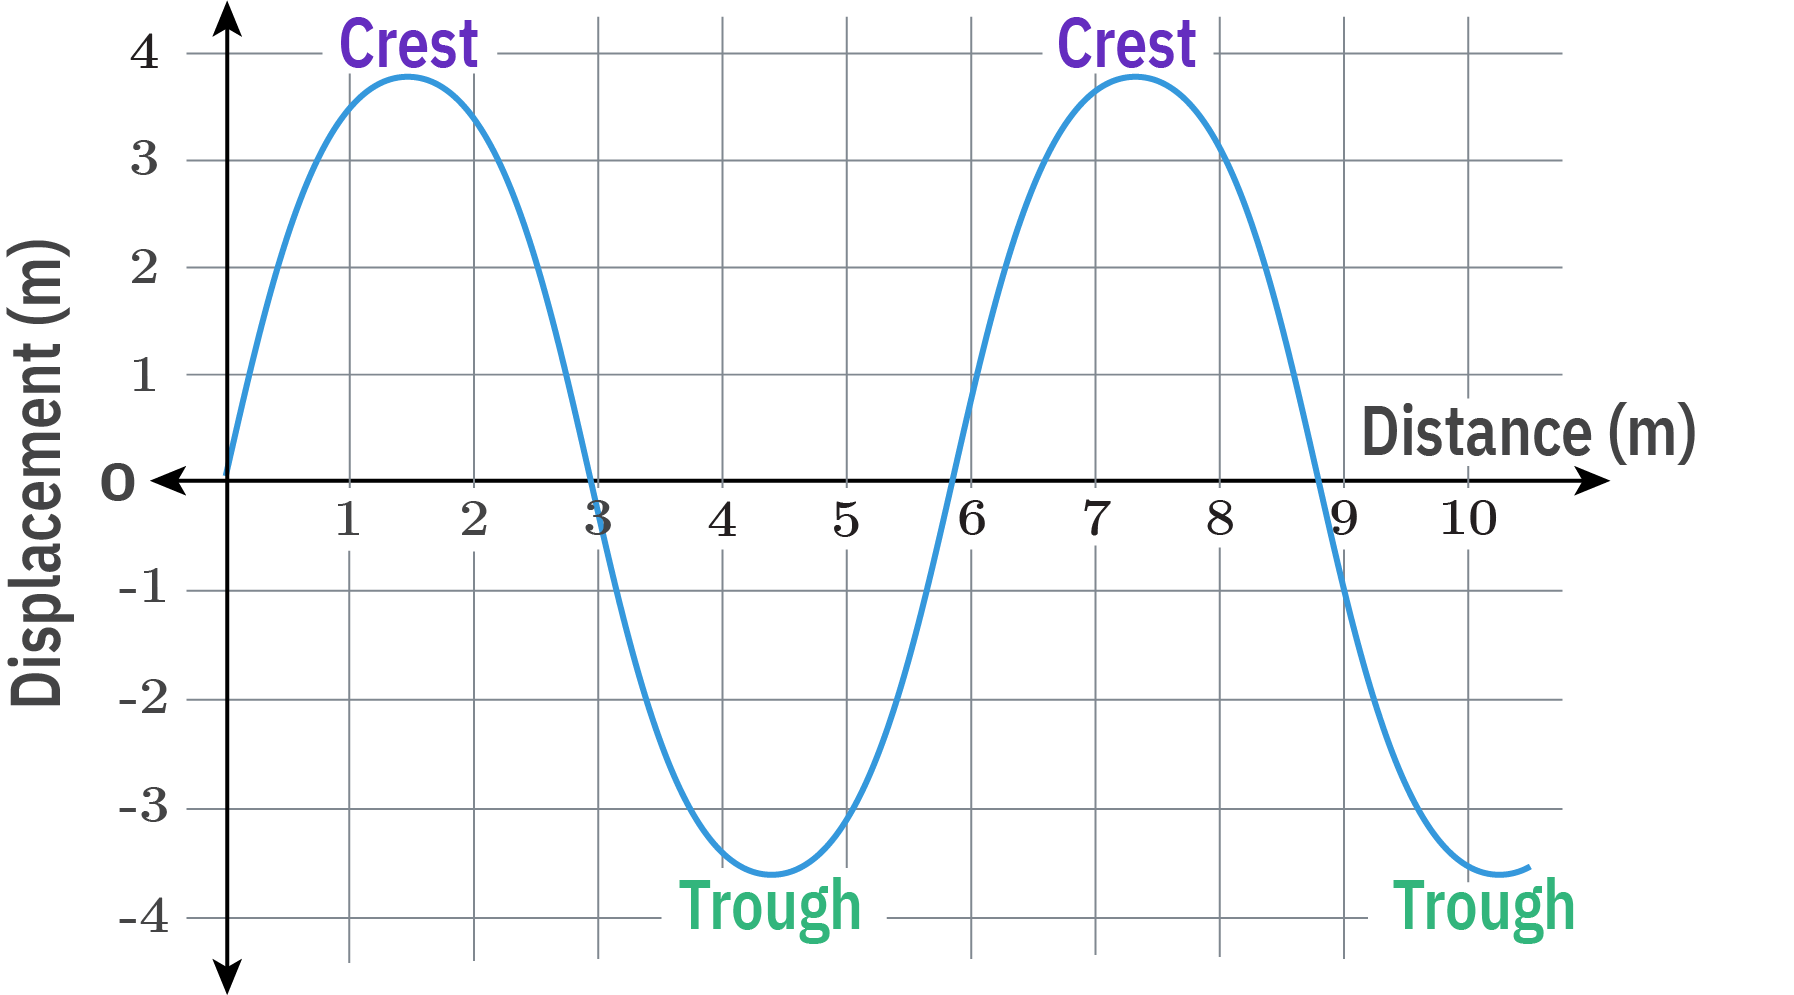 Crest Crest
4
3
2
1
Displacement (m)
Distance (m)
0
1 2 3 4 5 6 7 8 9 10
-1
-2
-3
-4
Trough Trough